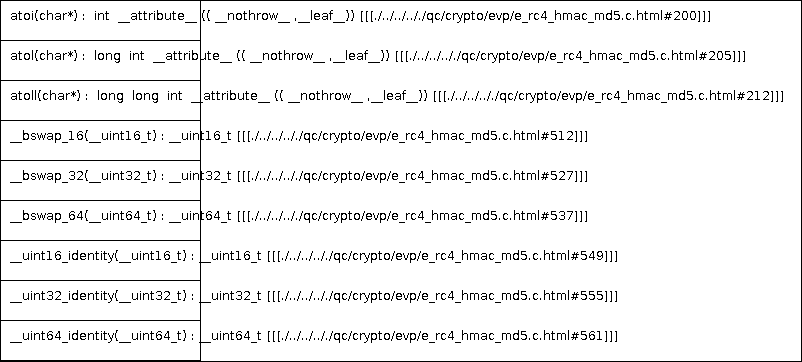 atoi(char*) : int __attribute__ (( __nothrow__ ,__leaf__)) [[[./../../../../qc/crypto/evp/e_rc4_hmac_md5.c.html#200]]]
atol(char*) : long int __attribute__ (( __nothrow__ ,__leaf__)) [[[./../../../../qc/crypto/evp/e_rc4_hmac_md5.c.html#205]]]
atoll(char*) : long long int __attribute__ (( __nothrow__ ,__leaf__)) [[[./../../../../qc/crypto/evp/e_rc4_hmac_md5.c.html#212]]]
__bswap_16(__uint16_t) : __uint16_t [[[./../../../../qc/crypto/evp/e_rc4_hmac_md5.c.html#512]]]
__bswap_32(__uint32_t) : __uint32_t [[[./../../../../qc/crypto/evp/e_rc4_hmac_md5.c.html#527]]]
__bswap_64(__uint64_t) : __uint64_t [[[./../../../../qc/crypto/evp/e_rc4_hmac_md5.c.html#537]]]
__uint16_identity(__uint16_t) : __uint16_t [[[./../../../../qc/crypto/evp/e_rc4_hmac_md5.c.html#549]]]
__uint32_identity(__uint32_t) : __uint32_t [[[./../../../../qc/crypto/evp/e_rc4_hmac_md5.c.html#555]]]
__uint64_identity(__uint64_t) : __uint64_t [[[./../../../../qc/crypto/evp/e_rc4_hmac_md5.c.html#561]]]